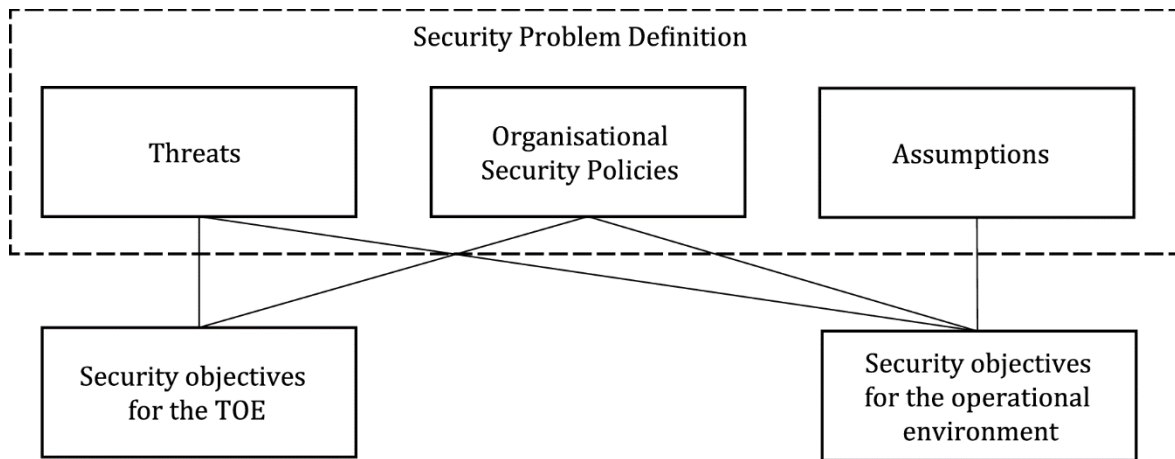 Security Problem Definition
Threats
Organisational
Security Policies
Assumptions
Security objectives
for the TOE
Security objectives
for the operational
environment